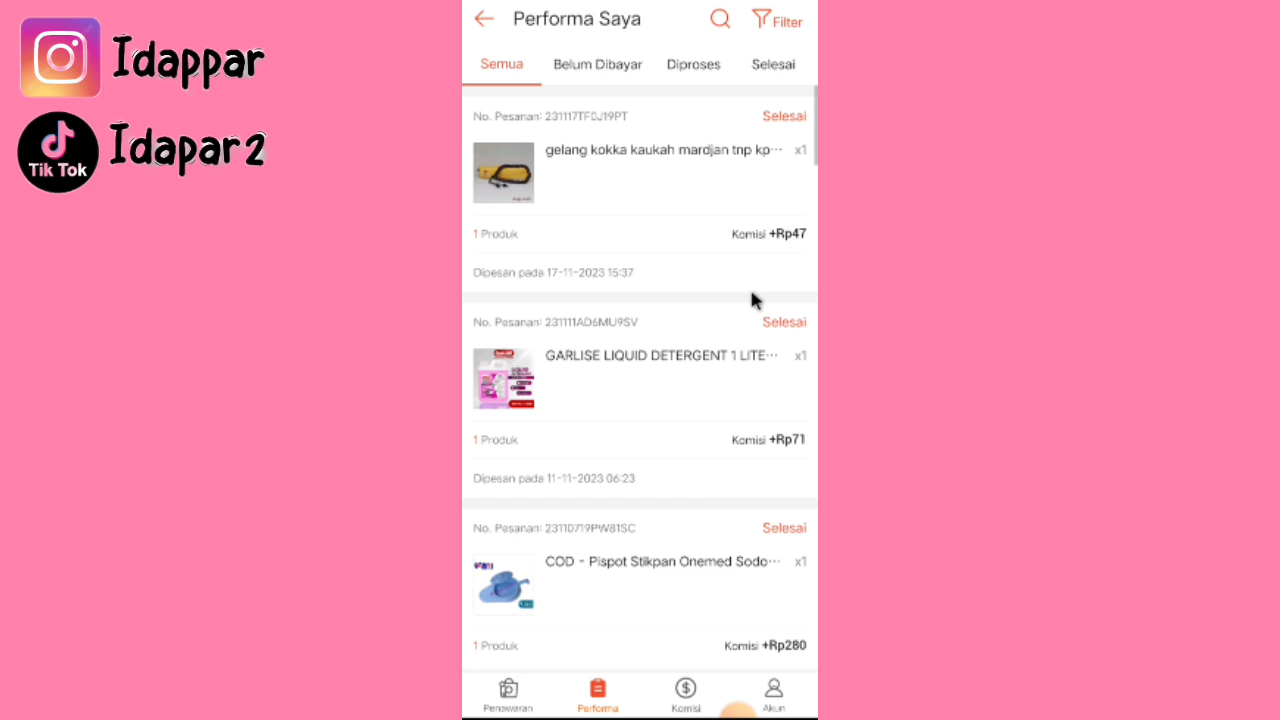 Idappar
Tik Tok
Idapar2
Performa Saya
Filter
Semua
Belum Dibayar
Diproses
Selesai
No. Pesanan: 231117TF0J19PT
Selesai
gelang kokka kaukah mardjan tnp kp...
x1
1 Produk
Komisi +Rp47
Dipesan pada 17-11-2023 15:37
No. Pesanan: 231111AD6MU9SV
Selesai
GARLISE LIQUID DETERGENT 1 LITE...
x1
1 Produk
Komisi +Rp71
Dipesan pada 11-11-2023 06:23
No. Pesanan: 23110719PW81SC
Selesai
COD - Pispot Stikpan Onemed Sodo...
x1
1 Produk
Komisi +Rp280
Penawaran
Performa
Komisi
Akun